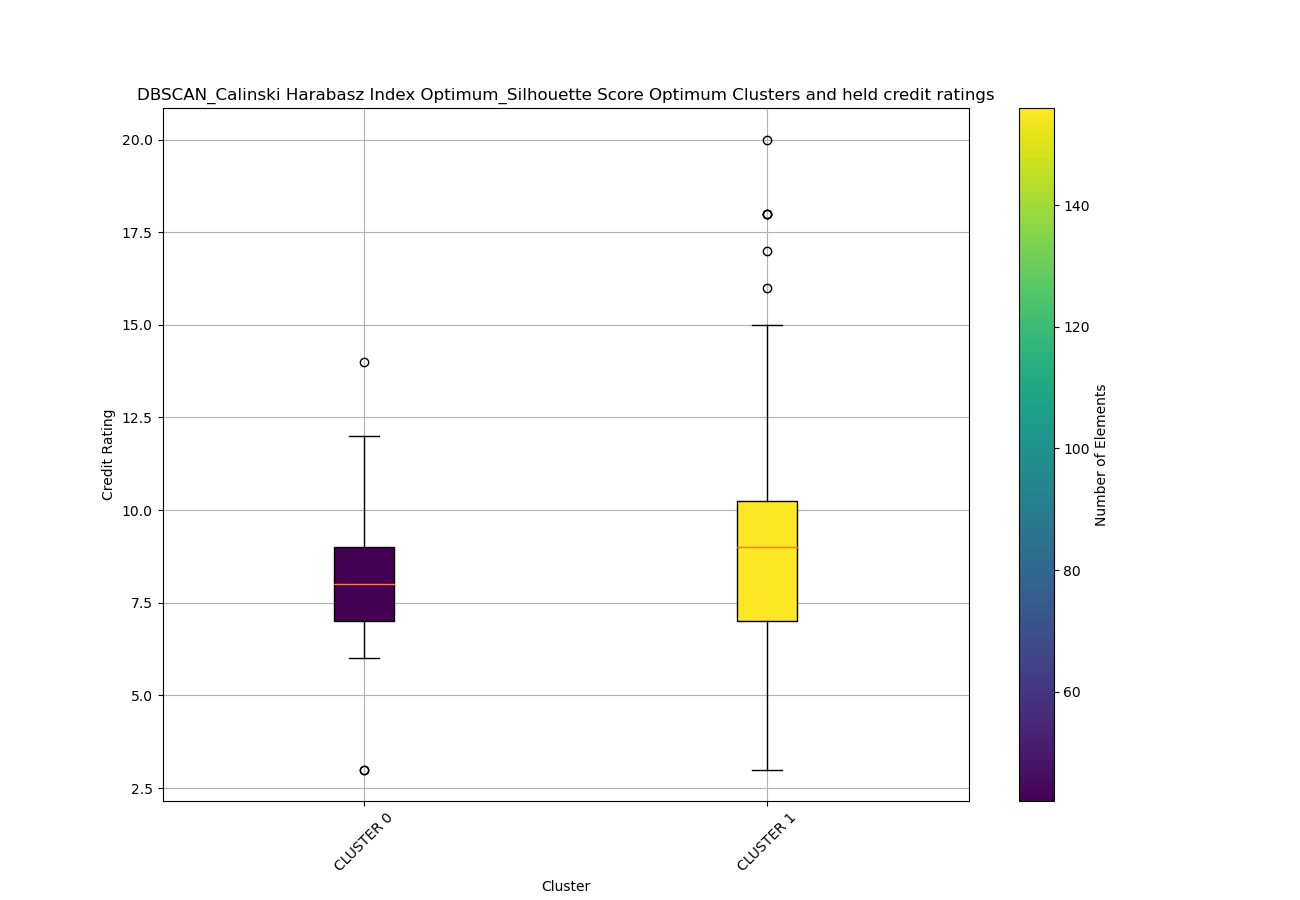 DBSCAN_Calinski Harabasz Index Optimum_Silhouette Score Optimum Clusters and held credit ratings
20.0
17.5
15.0
12.5
10.0
7.5
5.0
2.5
Credit Rating
CLUSTER 0
CLUSTER 1
Cluster
140
120
100
80
60
Number of Elements